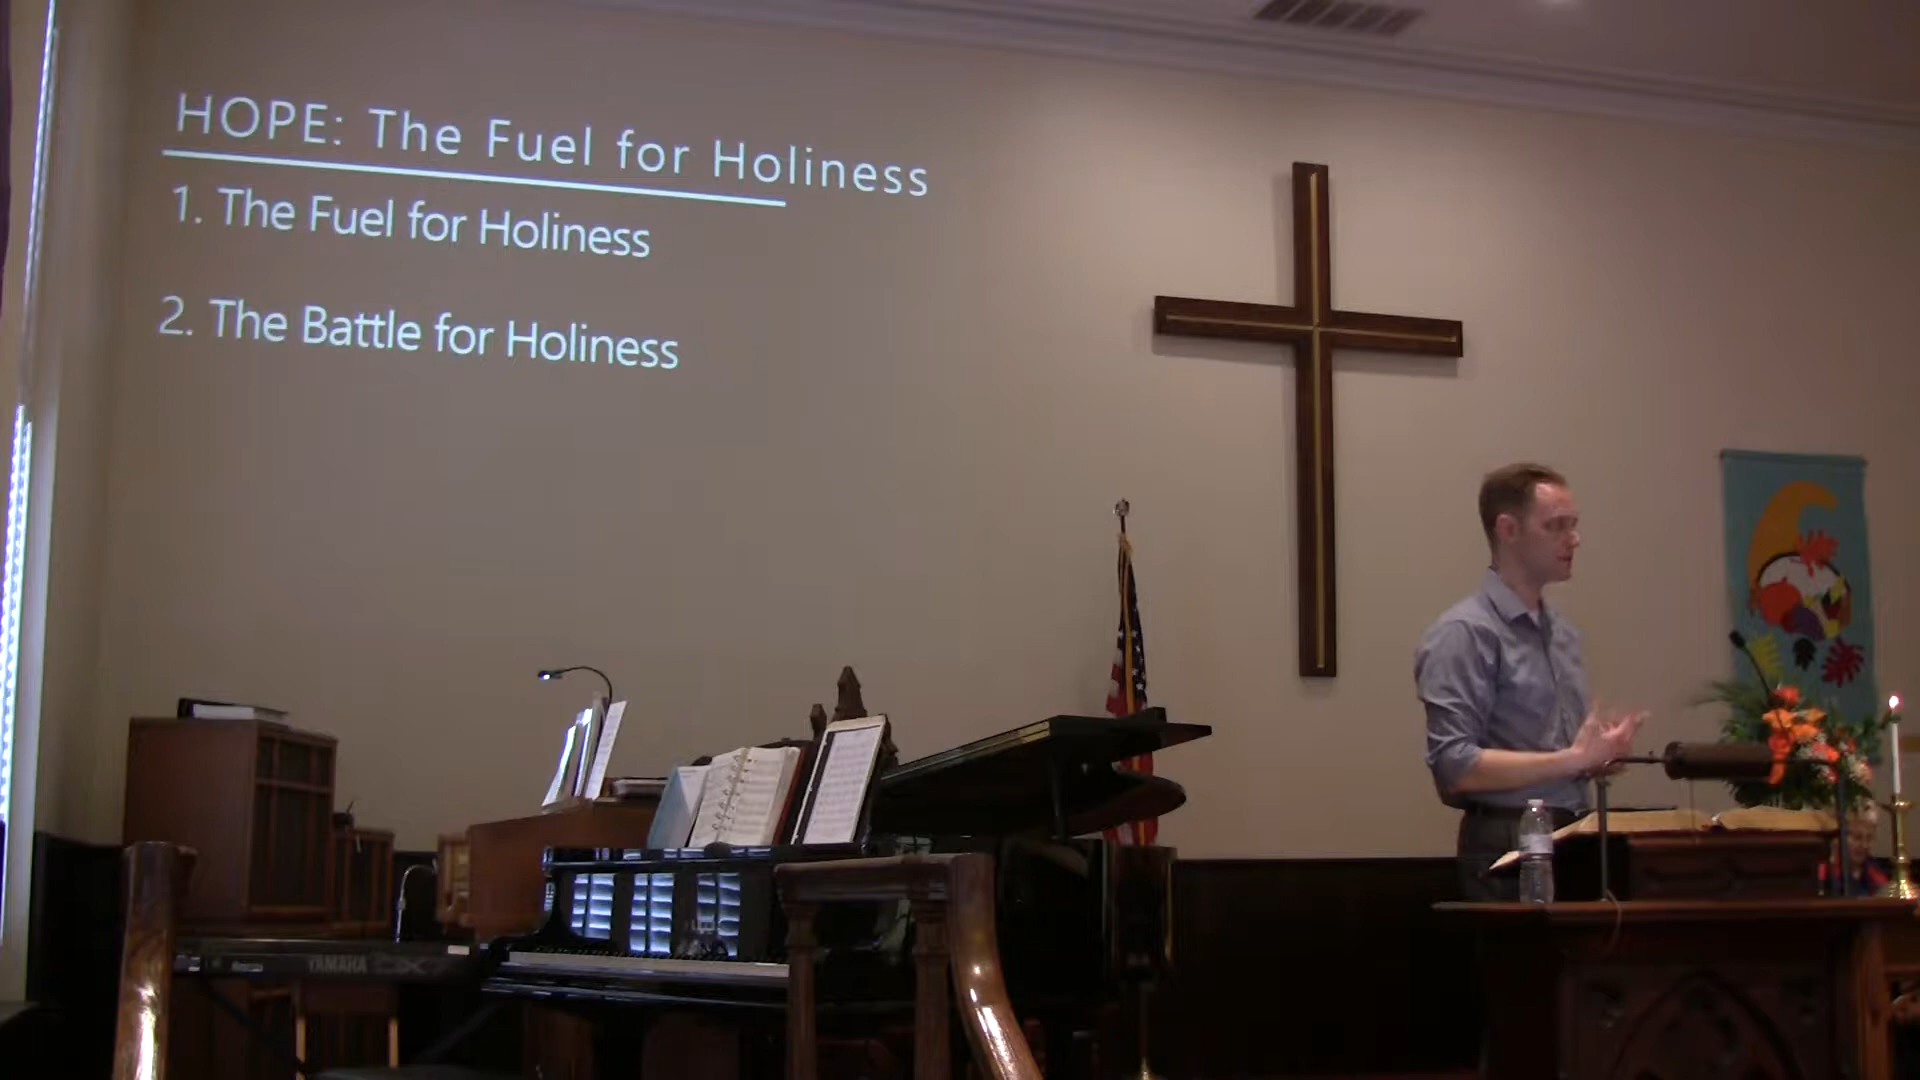 HOPE: The Fuel for Holiness
1. The Fuel for Holiness
2. The Battle for Holiness
YAMAHA